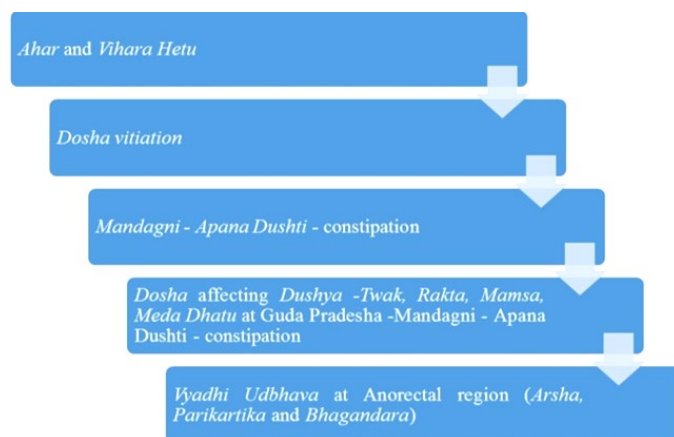 Ahar and Vihara Hetu
Dosha vitiation
Mandagni - Apana Dushti - constipation
Dosha affecting Dushya -Twak, Rakta, Mamsa,
Meda Dhatu at Guda Pradesha -Mandagni - Apana
Dushti - constipation
Vyadhi Udbhava at Anorectal region (Arsha,
Parikartika and Bhagandara)